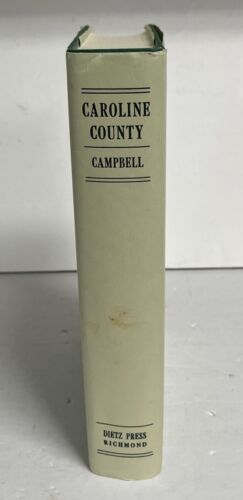 CAROLINE
COUNTY
CAMPBELL
DIETZ PRESS
RICHMOND